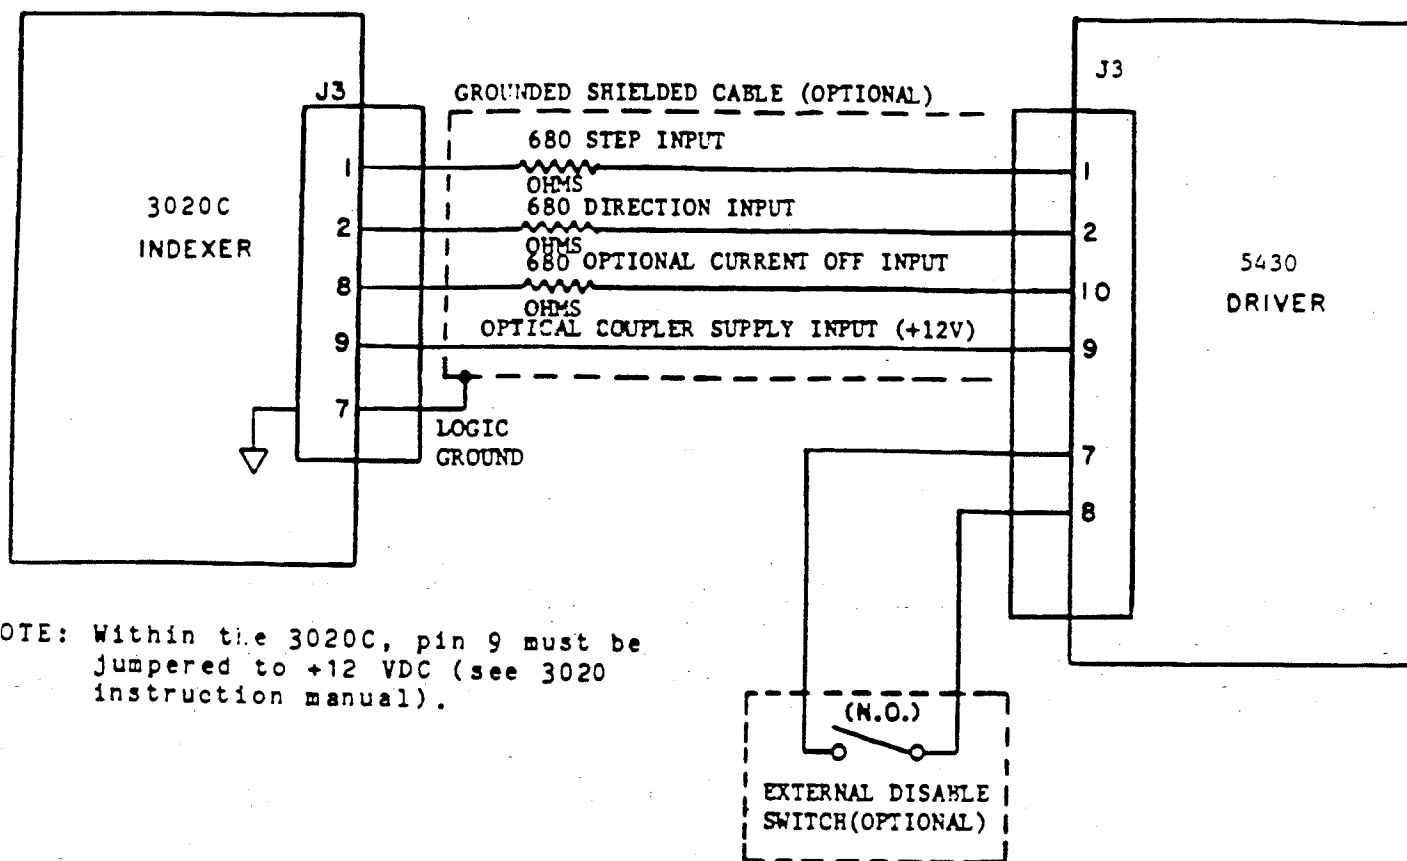 J3
J3
GROUNDED SHIELDED CABLE (OPTIONAL)
680 STEP INPUT
1
1
OHMS
3020C
INDEXER
680 DIRECTION INPUT
2
2
OHMS
680 OPTIONAL CURRENT OFF INPUT
8
10
OHMS
5430
DRIVER
OPTICAL COUPLER SUPPLY INPUT (+12V)
9
9
7
LOGIC
GROUND
7
8
OTE: Within the 3020C, pin 9 must be
jumpered to +12 VDC (see 3020
instruction manual).
(N.O.)
EXTERNAL DISABLE
SWITCH(OPTIONAL)